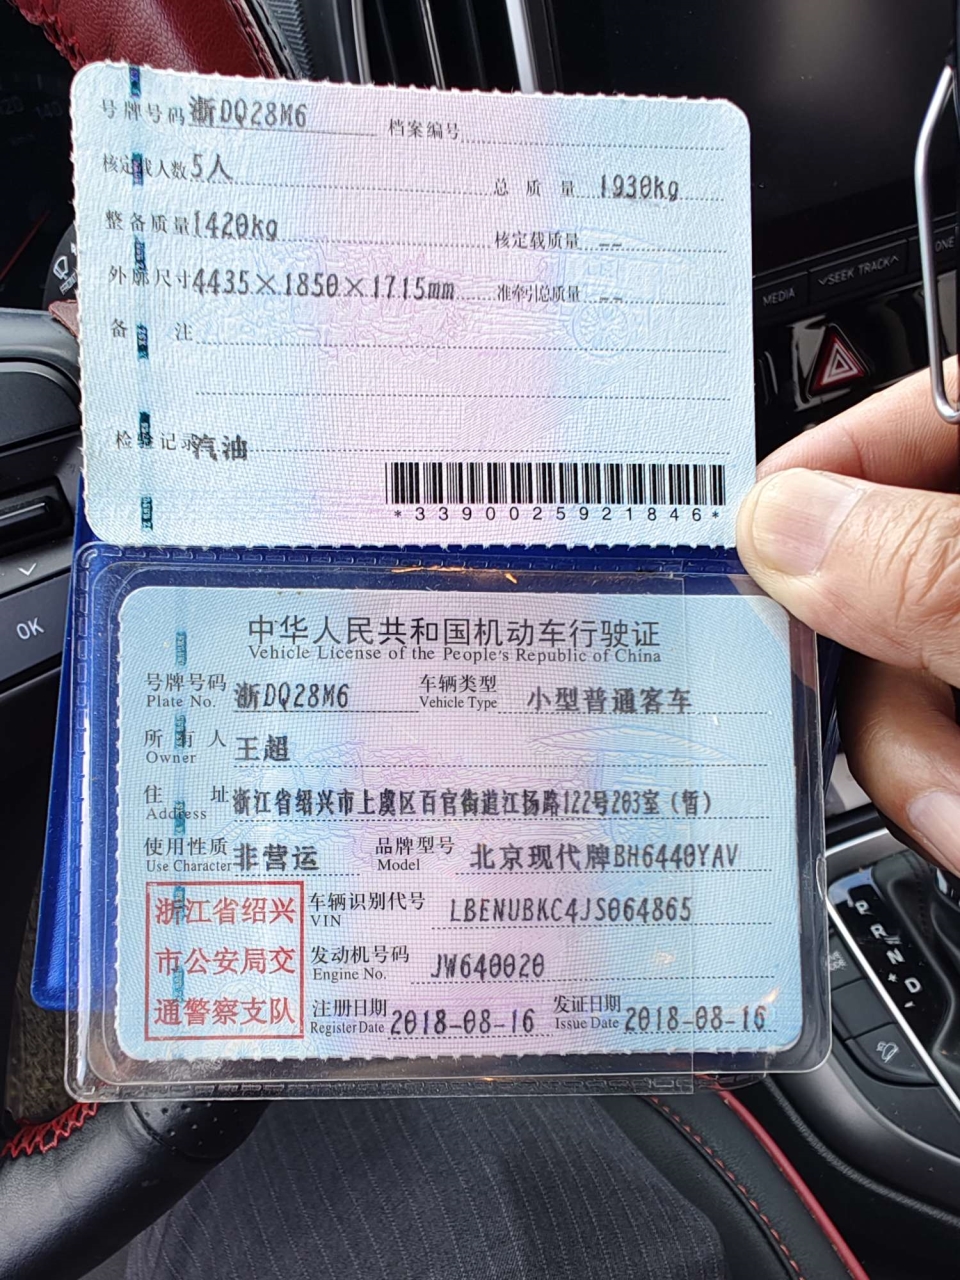 号牌号码 浙DQ28M6 档案编号
核定载人数 5人 总质量 1930kg
整备质量 1420kg 核定载质量 --
外廓尺寸 4435×1850×1715mm 准牵引总质量 --
备注
检验记录 汽油
*3390025921846*
中华人民共和国机动车行驶证
Vehicle License of the People's Republic of China
号牌号码 浙DQ28M6 车辆类型 小型普通客车
Plate No. Vehicle Type
所有人 王超
Owner
住址 浙江省绍兴市上虞区百官街道江扬路122号203室(暂)
Address
使用性质 非营运 品牌型号 北京现代牌BH6440YAV
Use Character Model
浙江省绍兴
市公安局交
通警察支队
车辆识别代号 LBENUBKC4JS064865
VIN
发动机号码 JW640020
Engine No.
注册日期 2018-08-16 发证日期 2018-08-16
Register Date Issue Date
MEDIA
SEEK TRACK
OK
P
R
N
D